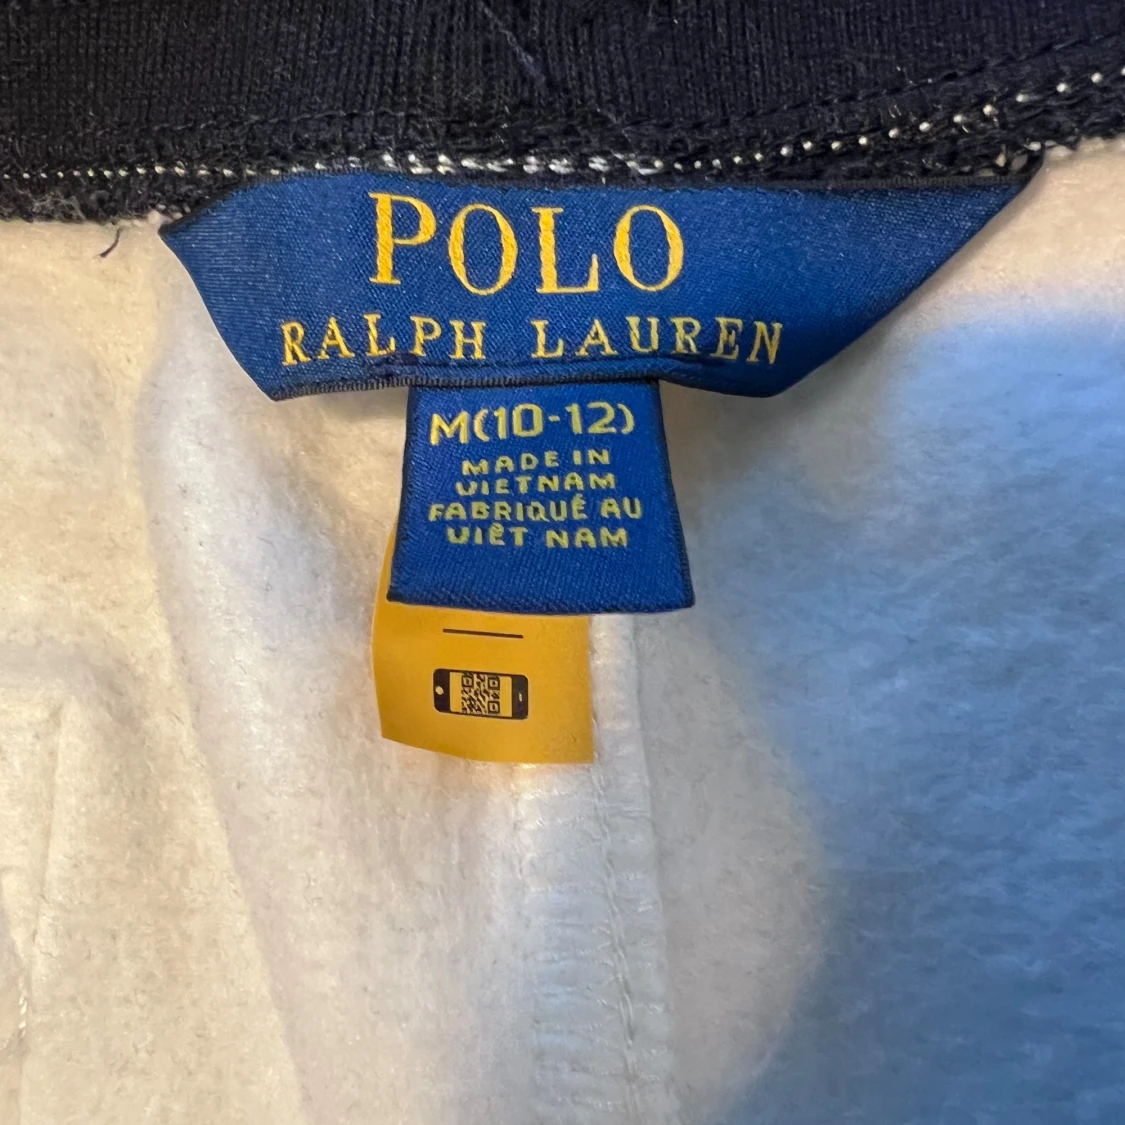 POLO
RALPH LAUREN
M(10-12)
MADE IN
VIETNAM
FABRIQUÉ AU
VIÊT NAM